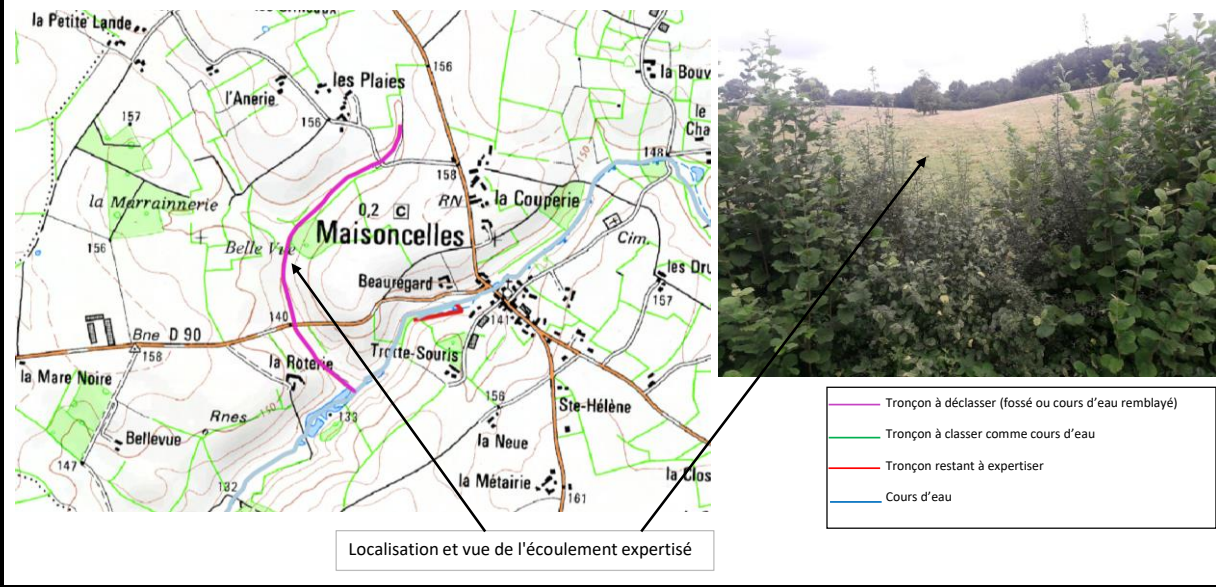 la Petite Lande
156
les Plaies
la Bouv
l'Anerie
le
Cha
157
156
148
150
158
la Marrainnerie
RN
la Couperie
0,2 C
Maisoncelles
Cim.
156
Belle Vue
Beauregard
les Dru
157
140
141
Bne D 90
158
Trotte-Souris
la Roterie
la Mare Noire
156
Ste-Hélène
133
Rnes
150
Bellevue
la Neue
147
la Métairie
la Clos
132
161
Tronçon à déclasser (fossé ou cours d'eau remblayé)
Tronçon à classer comme cours d'eau
Tronçon restant à expertiser
Cours d'eau
Localisation et vue de l'écoulement expertisé